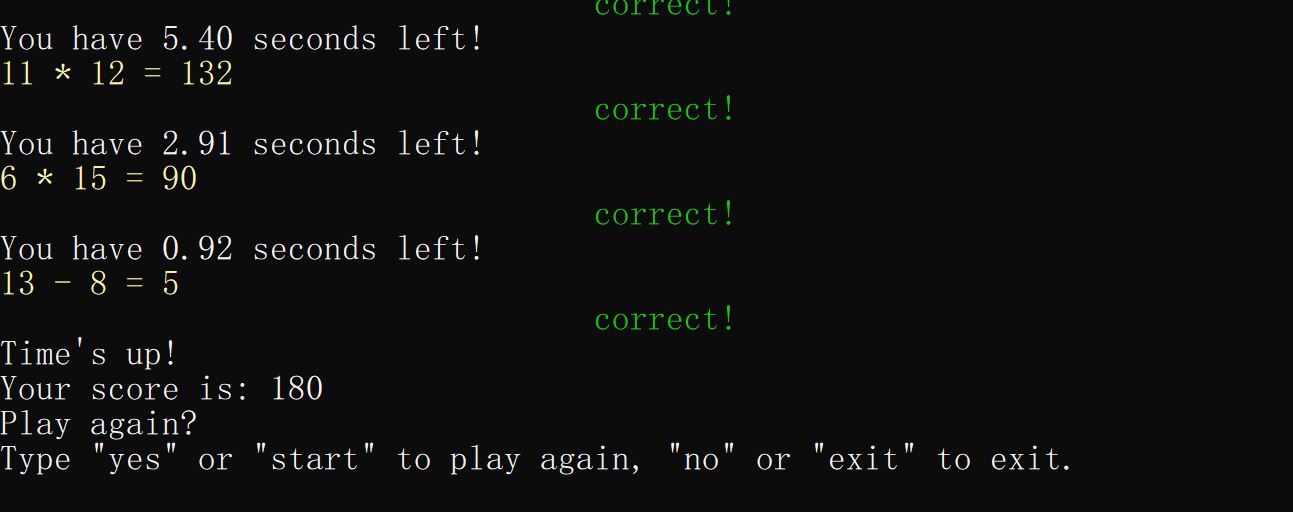 correct!
You have 5.40 seconds left!
11 * 12 = 132
correct!
You have 2.91 seconds left!
6 * 15 = 90
correct!
You have 0.92 seconds left!
13 - 8 = 5
correct!
Time's up!
Your score is: 180
Play again?
Type "yes" or "start" to play again, "no" or "exit" to exit.